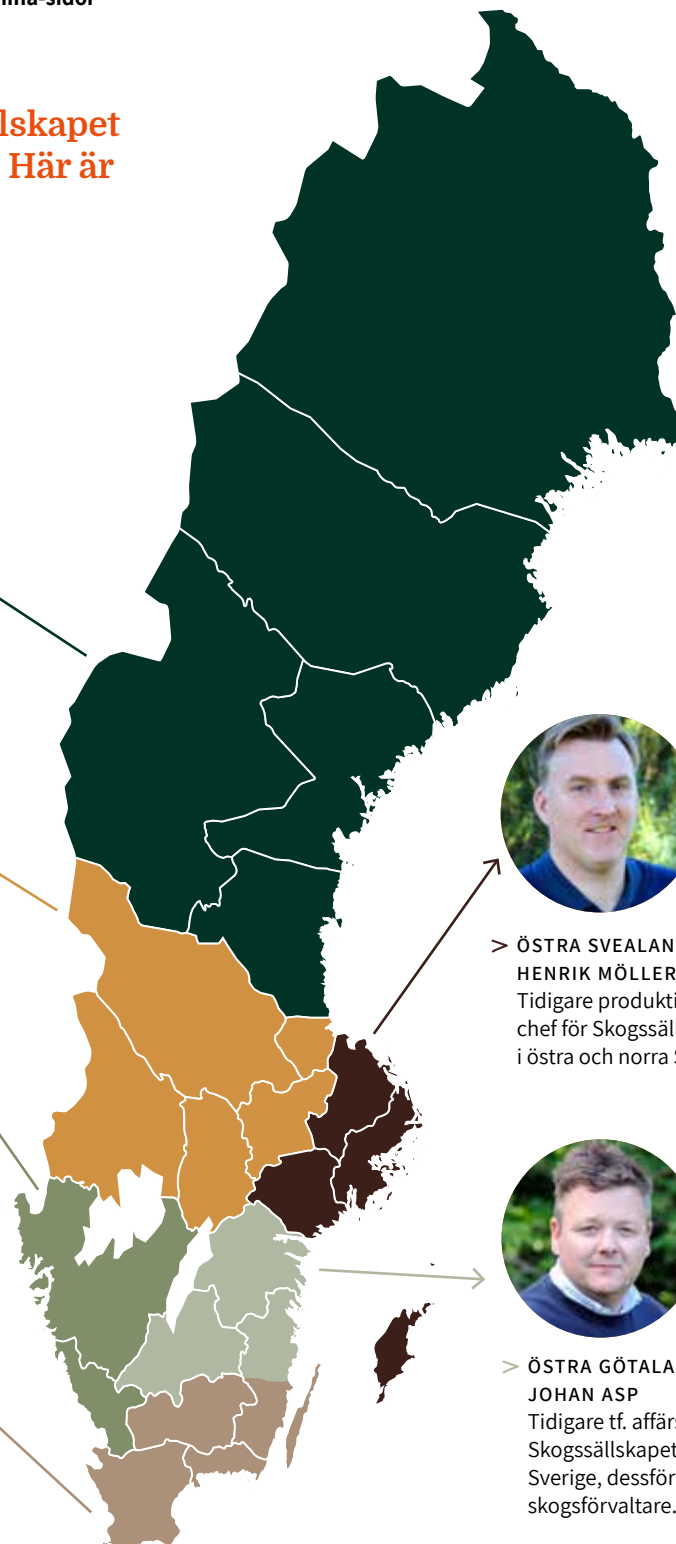 lskapet
Här är
> ÖSTRA SVEALAN
HENRIK MÖLLER
Tidigare produkti
chef för Skogssäl
i östra och norra S
> ÖSTRA GÖTALA
JOHAN ASP
Tidigare tf. affärs
Skogssällskapet
Sverige, dessför
skogsförvaltare.